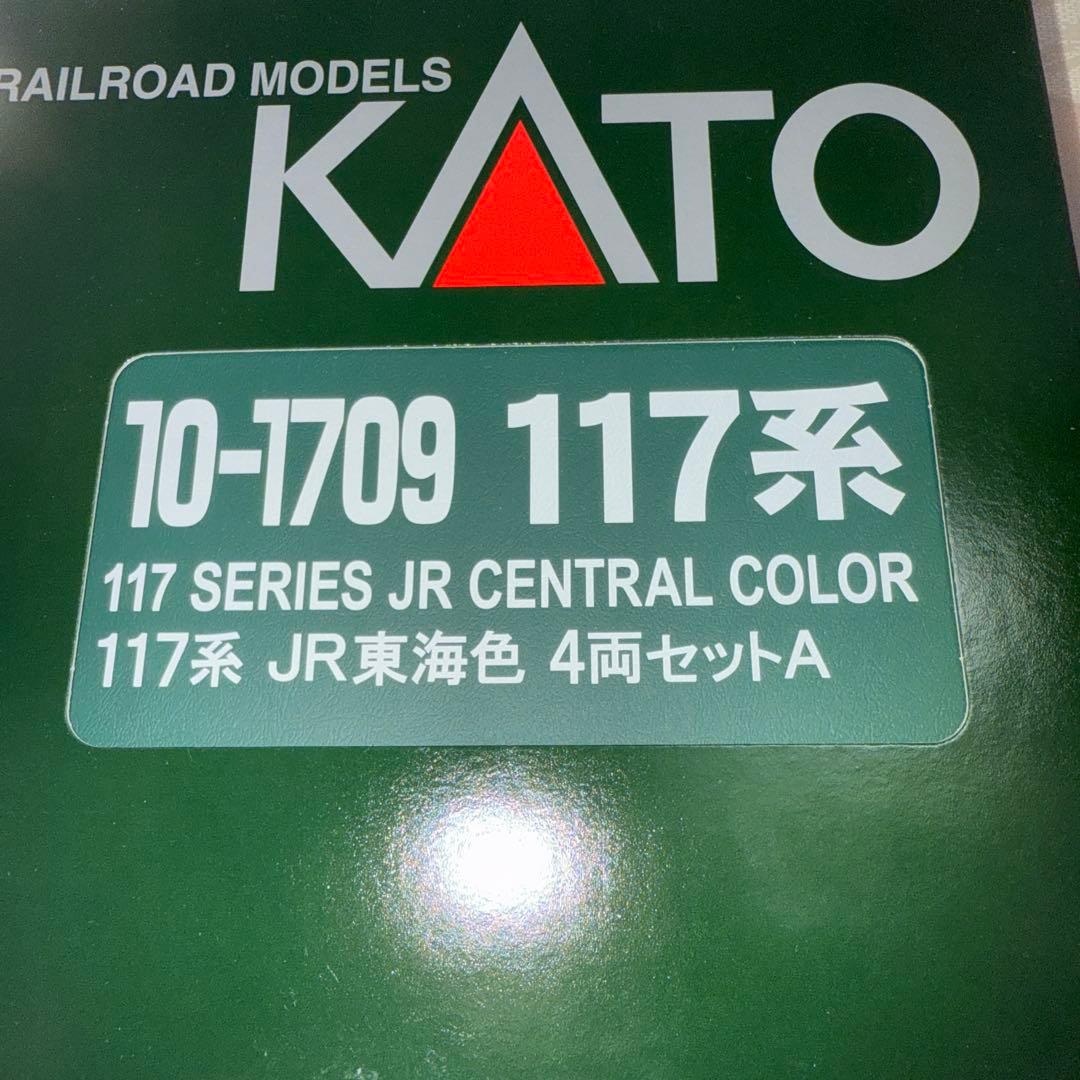 RAILROAD MODELS
KATO
10-1709 117系
117 SERIES JR CENTRAL COLOR
117系 JR東海色 4両セットA